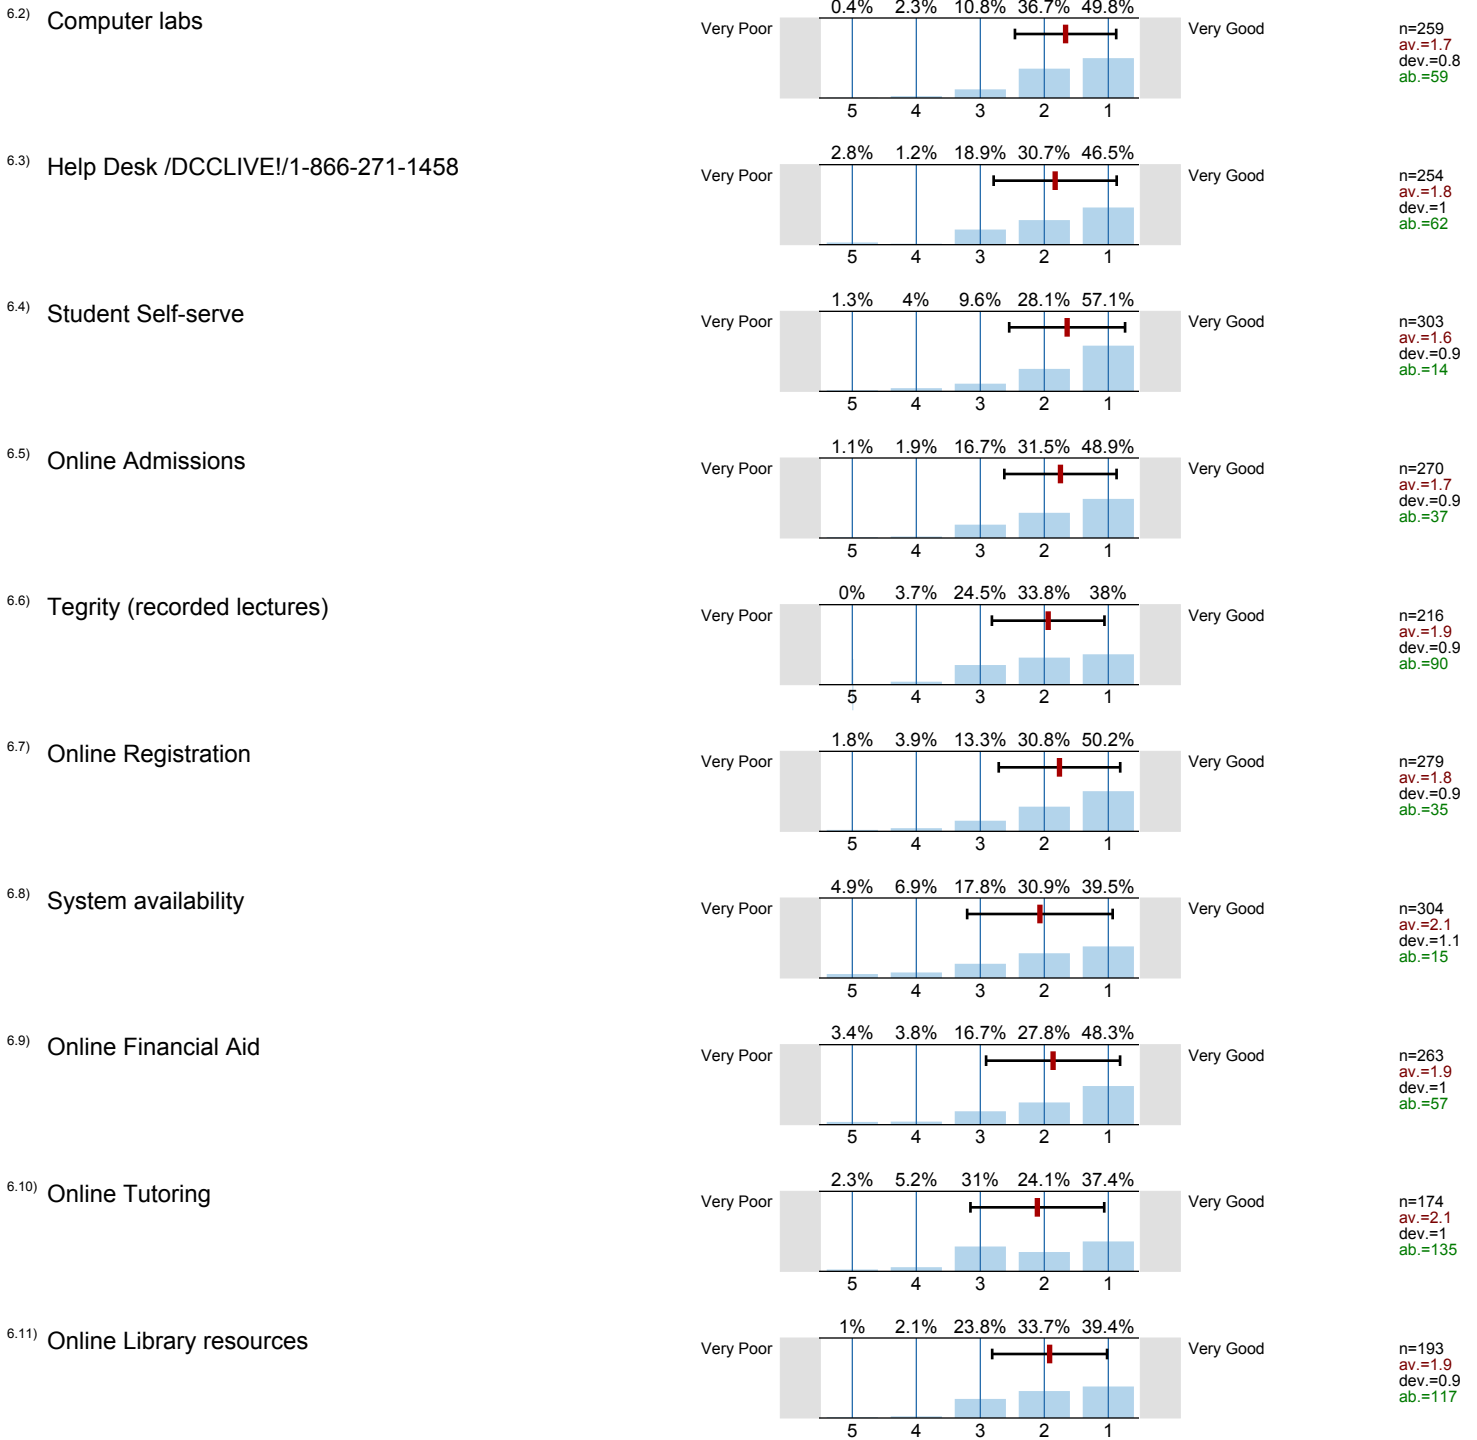 6.2) Computer labs
0.4% 2.3% 10.8% 36.7% 49.8%
Very Poor Very Good
n=259
av.=1.7
dev.=0.8
ab.=59
5 4 3 2 1
6.3) Help Desk /DCCLIVE!/1-866-271-1458
2.8% 1.2% 18.9% 30.7% 46.5%
Very Poor Very Good
n=254
av.=1.8
dev.=1
ab.=62
5 4 3 2 1
6.4) Student Self-serve
1.3% 4% 9.6% 28.1% 57.1%
Very Poor Very Good
n=303
av.=1.6
dev.=0.9
ab.=14
5 4 3 2 1
6.5) Online Admissions
1.1% 1.9% 16.7% 31.5% 48.9%
Very Poor Very Good
n=270
av.=1.7
dev.=0.9
ab.=37
5 4 3 2 1
6.6) Tegrity (recorded lectures)
0% 3.7% 24.5% 33.8% 38%
Very Poor Very Good
n=216
av.=1.9
dev.=0.9
ab.=90
5 4 3 2 1
6.7) Online Registration
1.8% 3.9% 13.3% 30.8% 50.2%
Very Poor Very Good
n=279
av.=1.8
dev.=0.9
ab.=35
5 4 3 2 1
6.8) System availability
4.9% 6.9% 17.8% 30.9% 39.5%
Very Poor Very Good
n=304
av.=2.1
dev.=1.1
ab.=15
5 4 3 2 1
6.9) Online Financial Aid
3.4% 3.8% 16.7% 27.8% 48.3%
Very Poor Very Good
n=263
av.=1.9
dev.=1
ab.=57
5 4 3 2 1
6.10) Online Tutoring
2.3% 5.2% 31% 24.1% 37.4%
Very Poor Very Good
n=174
av.=2.1
dev.=1
ab.=135
5 4 3 2 1
6.11) Online Library resources
1% 2.1% 23.8% 33.7% 39.4%
Very Poor Very Good
n=193
av.=1.9
dev.=0.9
ab.=117
5 4 3 2 1